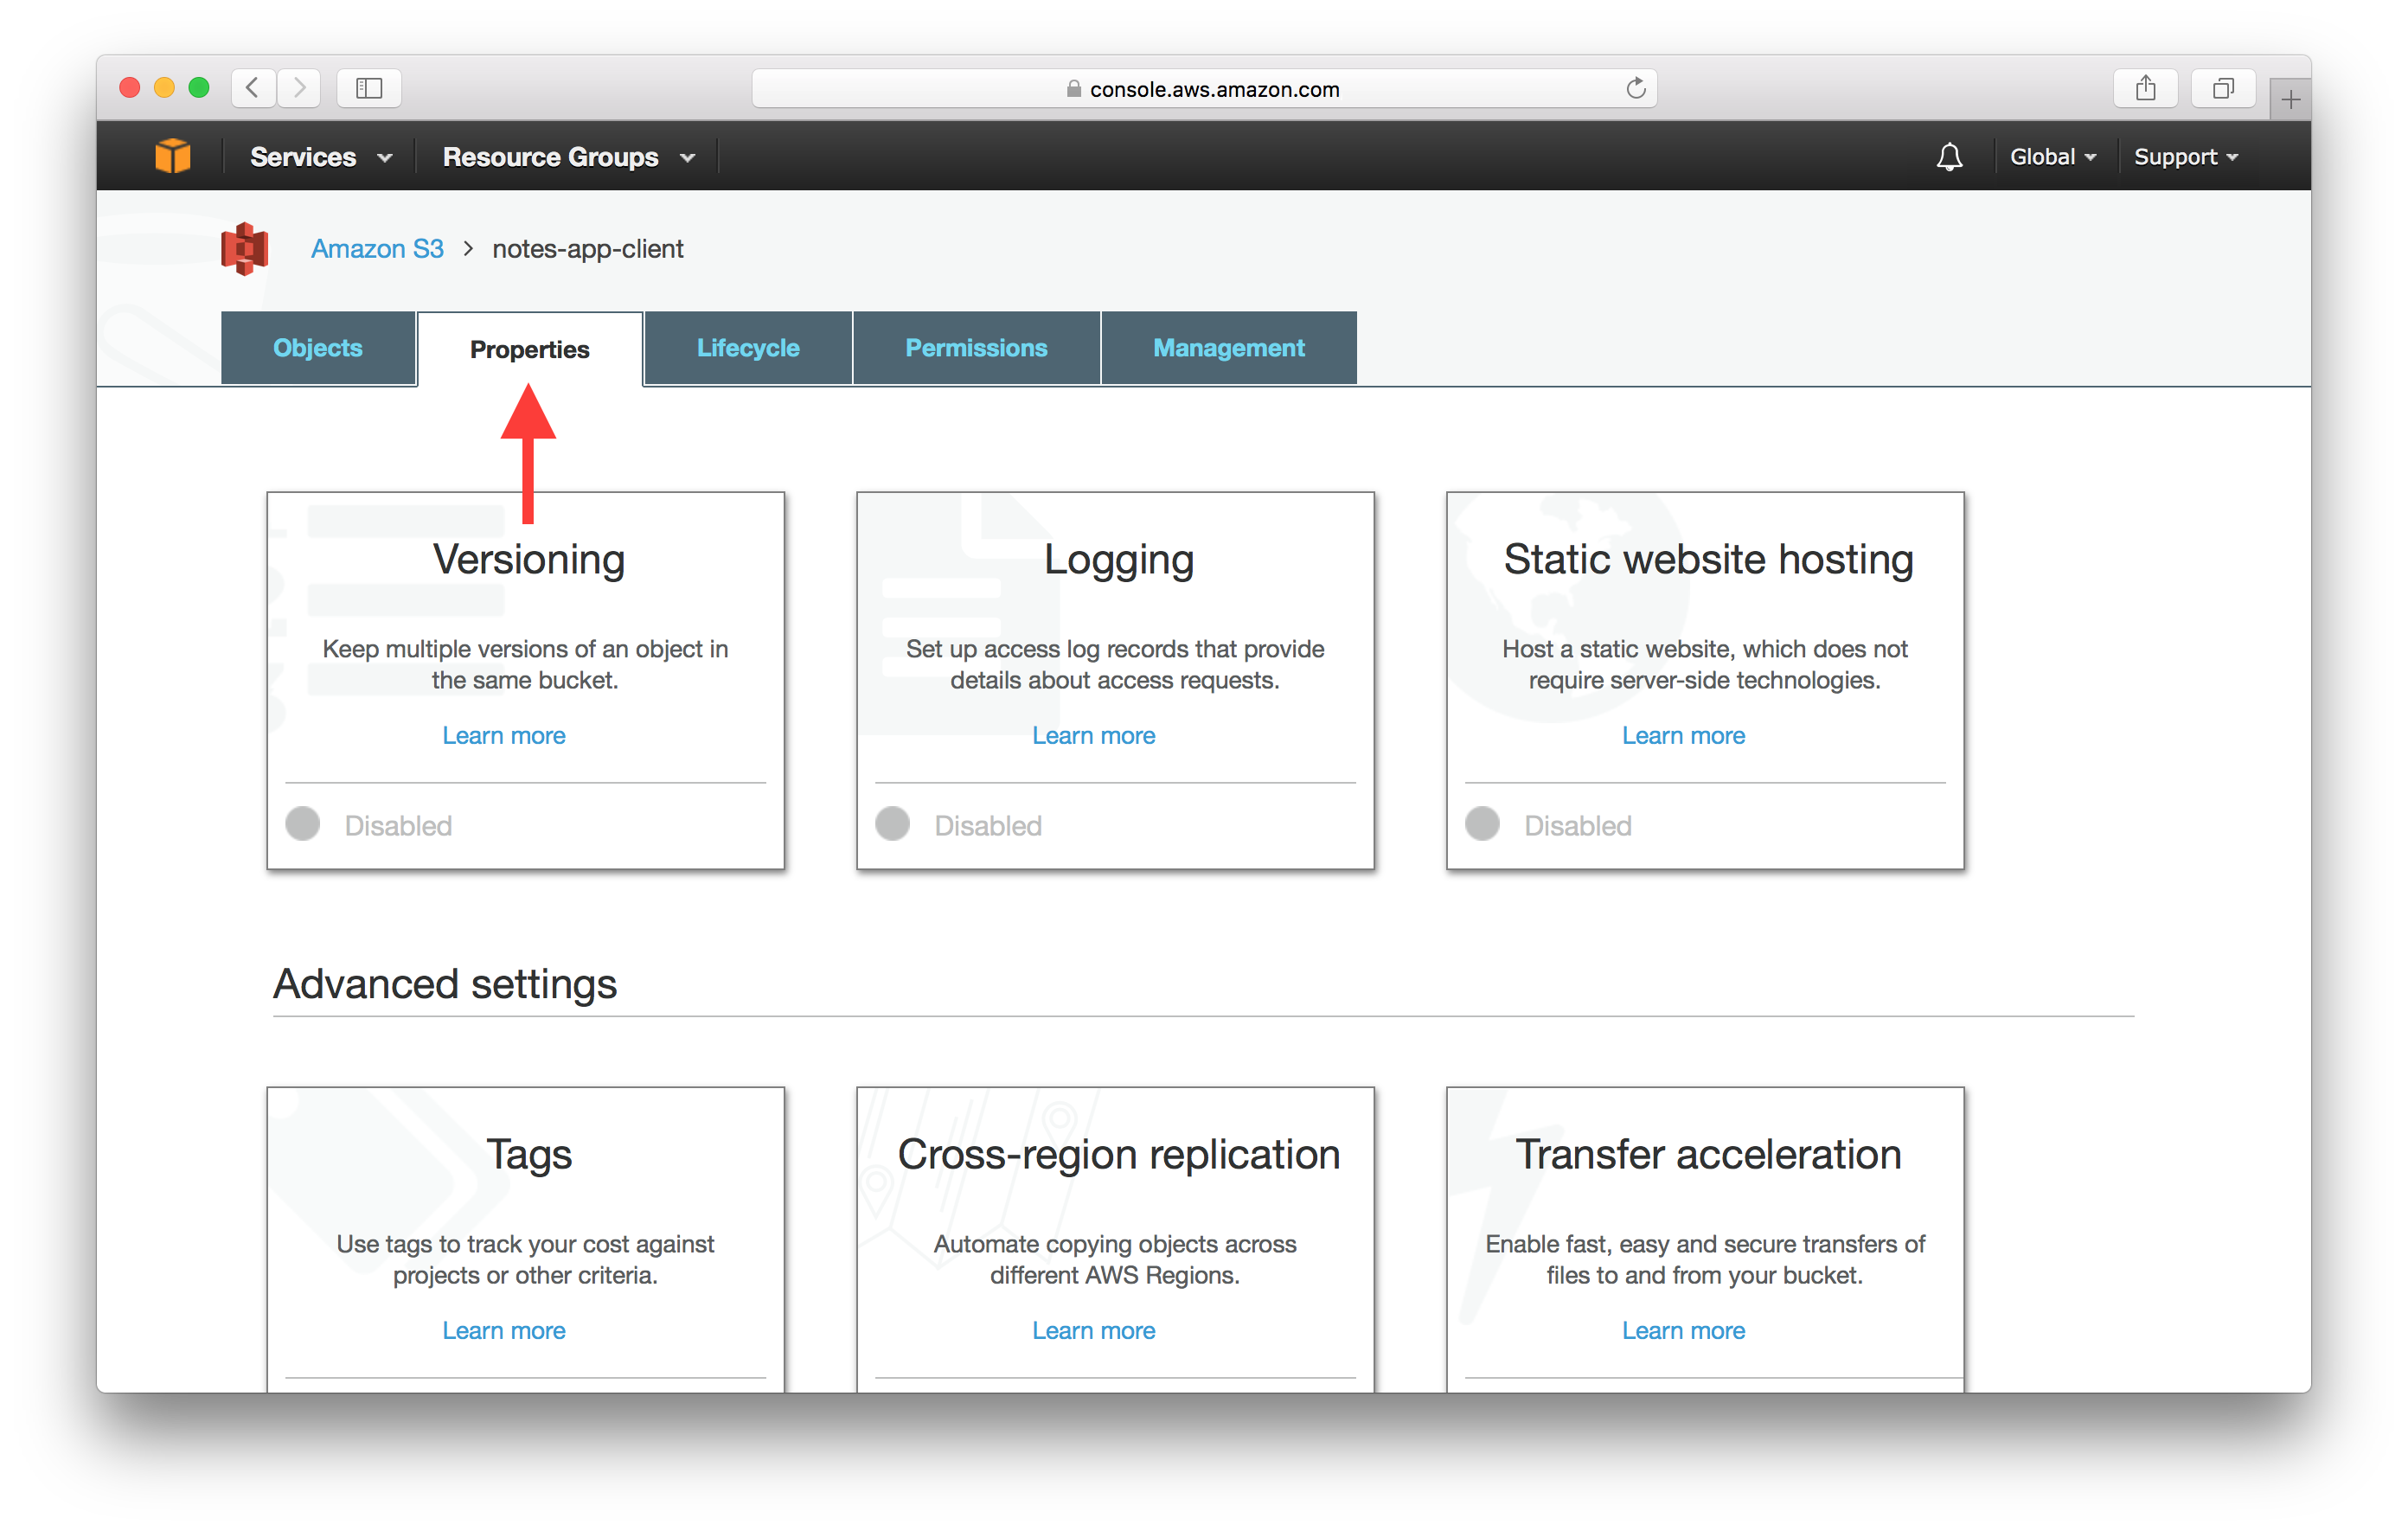 console.aws.amazon.com
Services
Resource Groups
Global
Support
Amazon S3 > notes-app-client
Objects
Properties
Lifecycle
Permissions
Management
Versioning
Keep multiple versions of an object in
the same bucket.
Learn more
Disabled
Logging
Set up access log records that provide
details about access requests.
Learn more
Disabled
Static website hosting
Host a static website, which does not
require server-side technologies.
Learn more
Disabled
Advanced settings
Tags
Use tags to track your cost against
projects or other criteria.
Learn more
Cross-region replication
Automate copying objects across
different AWS Regions.
Learn more
Transfer acceleration
Enable fast, easy and secure transfers of
files to and from your bucket.
Learn more